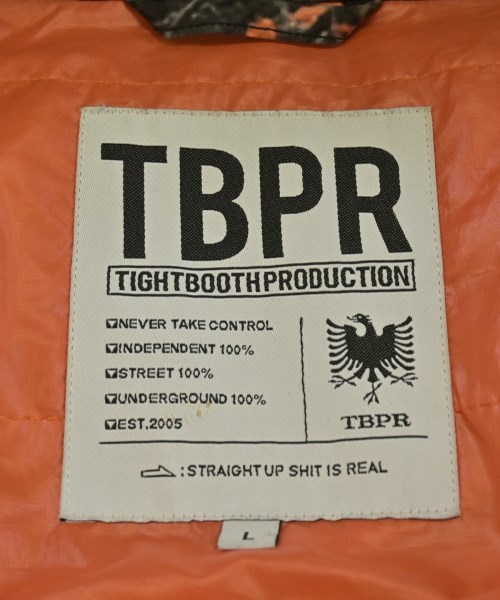 TBPR
TIGHTBOOTHPRODUCTION
NEVER TAKE CONTROL
INDEPENDENT 100%
STREET 100%
UNDERGROUND 100%
EST.2005
TBPR
:STRAIGHT UP SHIT IS REAL
L